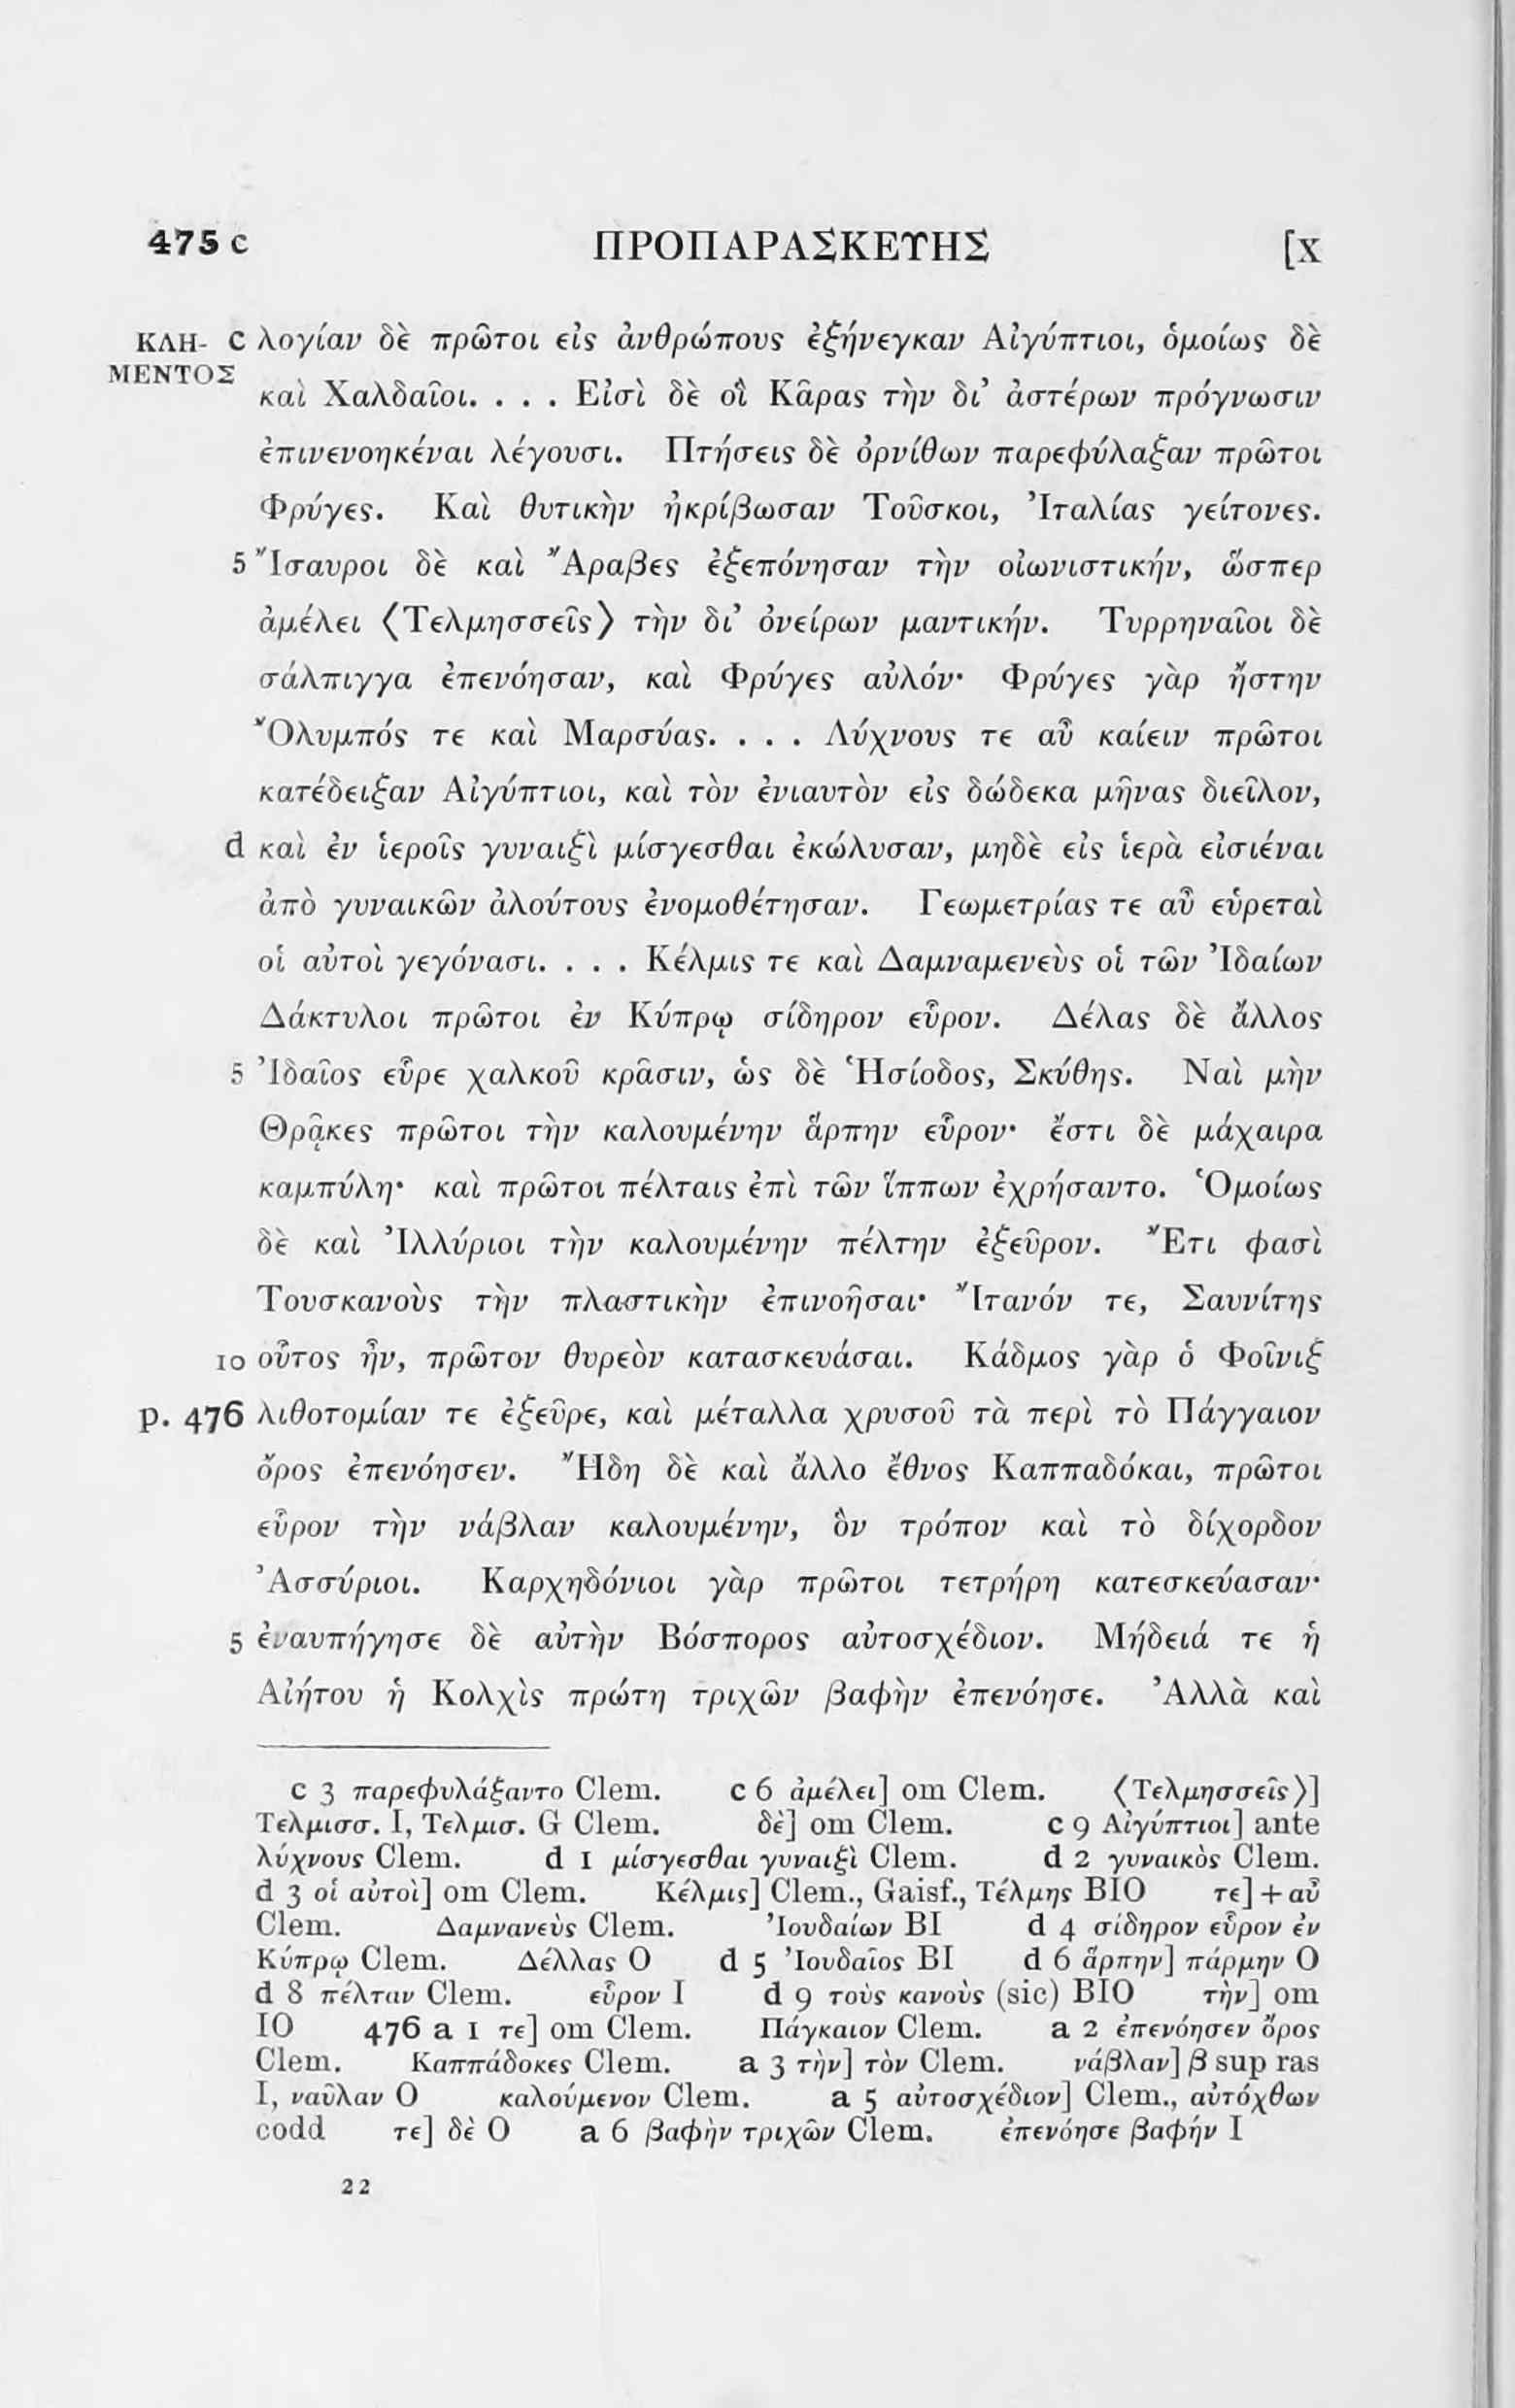 475 c ΠΡΟΠΑΡΑΣΚΕΥΗΣ [X
ΚΛΗ- c λογίαν δὲ πρῶτοι εἰς ἀνθρώπους ἐξήνεγκαν Αἰγύπτιοι, ὁμοίως δὲ
ΜΕΝΤΟΣ καὶ Χαλδαῖοι. . . . Εἰσὶ δὲ οἳ Κᾶρας τὴν δι’ ἀστέρων πρόγνωσιν
ἐπινενοηκέναι λέγουσι. Πτήσεις δὲ ὀρνίθων παρεφύλαξαν πρῶτοι
Φρύγες. Καὶ θυτικὴν ἠκρίβωσαν Τοῦσκοι, Ἰταλίας γείτονες.
5 Ἴσαυροι δὲ καὶ Ἄραβες ἐξεπόνησαν τὴν οἰωνιστικήν, ὥσπερ
ἀμέλει ⟨Τελμησσεῖς⟩ τὴν δι’ ὀνείρων μαντικήν. Τυρρηναῖοι δὲ
σάλπιγγα ἐπενόησαν, καὶ Φρύγες αὐλόν· Φρύγες γὰρ ἤστην
Ὄλυμπός τε καὶ Μαρσύας. . . . Λύχνους τε αὖ καίειν πρῶτοι
κατέδειξαν Αἰγύπτιοι, καὶ τὸν ἐνιαυτὸν εἰς δώδεκα μῆνας διεῖλον,
d καὶ ἐν ἱεροῖς γυναιξὶ μίσγεσθαι ἐκώλυσαν, μηδὲ εἰς ἱερὰ εἰσιέναι
ἀπὸ γυναικῶν ἀλούτους ἐνομοθέτησαν. Γεωμετρίας τε αὖ εὑρεταὶ
οἱ αὐτοὶ γεγόνασι. . . . Κέλμις τε καὶ Δαμναμενεὺς οἱ τῶν Ἰδαίων
Δάκτυλοι πρῶτοι ἐν Κύπρῳ σίδηρον εὗρον. Δέλας δὲ ἄλλος
5 Ἰδαῖος εὗρε χαλκοῦ κρᾶσιν, ὡς δὲ Ἡσίοδος, Σκύθης. Ναὶ μὴν
Θρᾷκες πρῶτοι τὴν καλουμένην ἅρπην εὗρον· ἔστι δὲ μάχαιρα
καμπύλη· καὶ πρῶτοι πέλταις ἐπὶ τῶν ἵππων ἐχρήσαντο. Ὁμοίως
δὲ καὶ Ἰλλύριοι τὴν καλουμένην πέλτην ἐξεῦρον. Ἔτι φασὶ
Τουσκανοὺς τὴν πλαστικὴν ἐπινοῆσαι· Ἴτανόν τε, Σαυνίτης
10 οὗτος ἦν, πρῶτον θυρεὸν κατασκευάσαι. Κάδμος γὰρ ὁ Φοῖνιξ
p. 476 λιθοτομίαν τε ἐξεῦρε, καὶ μέταλλα χρυσοῦ τὰ περὶ τὸ Πάγγαιον
ὄρος ἐπενόησεν. Ἤδη δὲ καὶ ἄλλο ἔθνος Καππαδόκαι, πρῶτοι
εὗρον τὴν νάβλαν καλουμένην, ὃν τρόπον καὶ τὸ δίχορδον
Ἀσσύριοι. Καρχηδόνιοι γὰρ πρῶτοι τετρήρη κατεσκεύασαν·
5 ἐναυπήγησε δὲ αὐτὴν Βόσπορος αὐτοσχέδιον. Μήδειά τε ἡ
Αἰήτου ἡ Κολχὶς πρώτη τριχῶν βαφὴν ἐπενόησε. Ἀλλὰ καὶ
c 3 παρεφυλάξαντο Clem. c 6 ἀμέλει] om Clem. ⟨Τελμησσεῖς⟩]
Τελμισσ. I, Τελμισ. G Clem. δὲ] om Clem. c 9 Αἰγύπτιοι] ante
λύχνους Clem. d 1 μίσγεσθαι γυναιξὶ Clem. d 2 γυναικὸς Clem.
d 3 οἱ αὐτοὶ] om Clem. Κέλμις] Clem., Gaisf., Τέλμης BIO τε] + αὖ
Clem. Δαμνανεὺς Clem. Ἰουδαίων BI d 4 σίδηρον εὗρον ἐν
Κύπρῳ Clem. Δέλλας O d 5 Ἰουδαῖος BI d 6 ἅρπην] πάρμην O
d 8 πέλταν Clem. εὗρον I d 9 τοὺς κανοὺς (sic) BIO τὴν] om
IO 476 a 1 τε] om Clem. Πάγκαιον Clem. a 2 ἐπενόησεν ὄρος
Clem. Καππάδοκες Clem. a 3 τὴν] τὸν Clem. νάβλαν] β sup ras
I, ναῦλαν O καλούμενον Clem. a 5 αὐτοσχέδιον] Clem., αὐτόχθων
codd τε] δὲ O a 6 βαφὴν τριχῶν Clem. ἐπενόησε βαφήν I
22